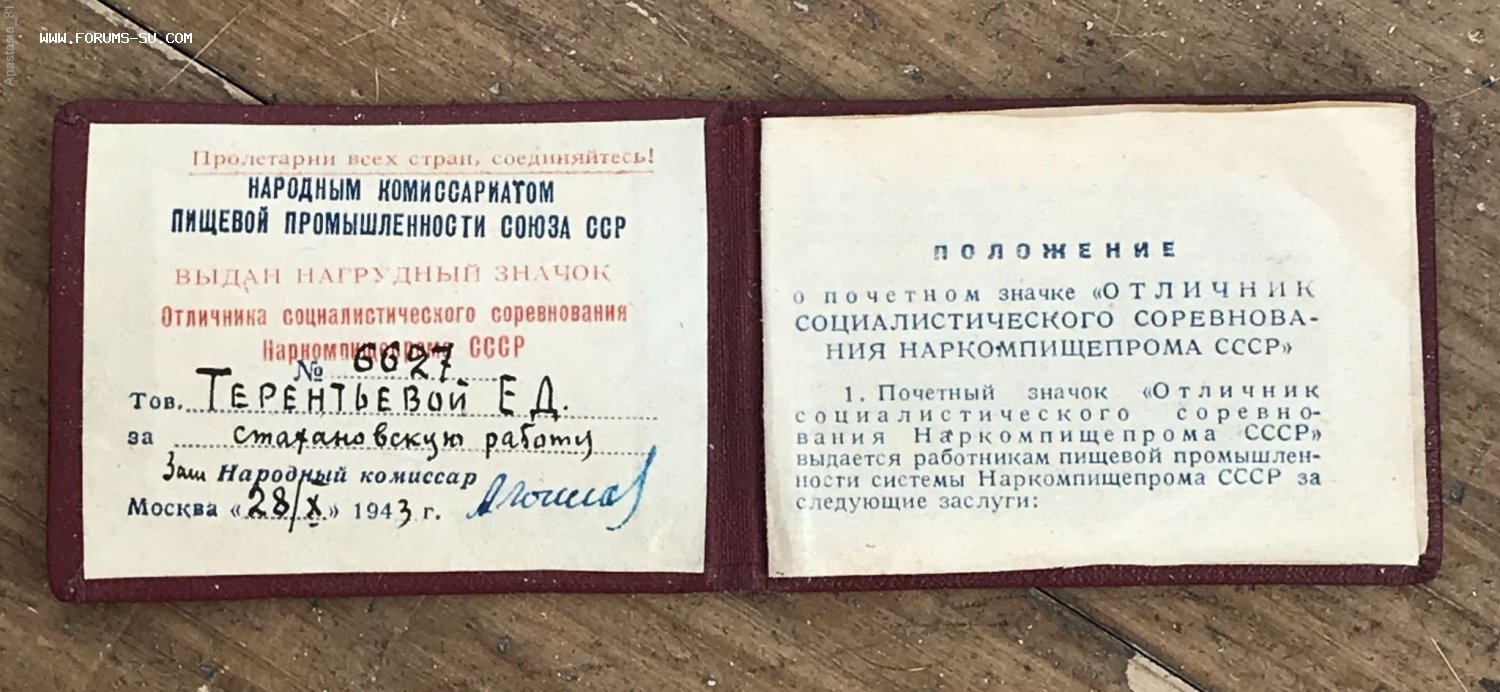 Anastasia_81
WWW.FORUMS-SU.COM
Пролетарии всех стран, соединяйтесь!
НАРОДНЫМ КОМИССАРИАТОМ
ПИЩЕВОЙ ПРОМЫШЛЕННОСТИ СОЮЗА ССР
ВЫДАН НАГРУДНЫЙ ЗНАЧОК
Отличника социалистического соревнования
Наркомпищепрома СССР
№ 6627
Тов. ТЕРЕНТЬЕВОЙ Е Д.
за стахановскую работу
Зам Народный комиссар
Москва «28/X» 1943 г.
ПОЛОЖЕНИЕ
о почетном значке «ОТЛИЧНИК
СОЦИАЛИСТИЧЕСКОГО СОРЕВНОВА-
НИЯ НАРКОМПИЩЕПРОМА СССР»
1. Почетный значок «Отличник
социалистического соревно-
вания Наркомпищепрома СССР»
выдается работникам пищевой промышлен-
ности системы Наркомпищепрома СССР за
следующие заслуги: